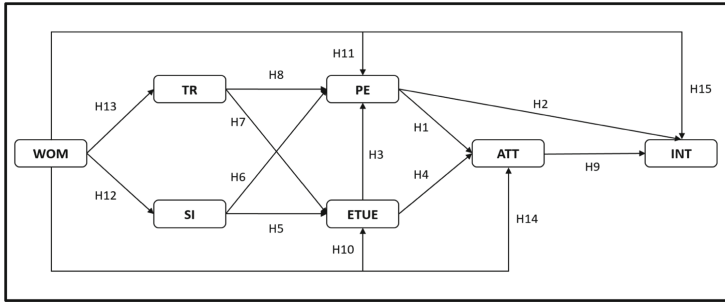 H11
H15
TR
H8
PE
H2
H13
H7
H1
WOM
H3
ATT
INT
H6
H4
H9
H12
SI
H5
ETUE
H14
H10